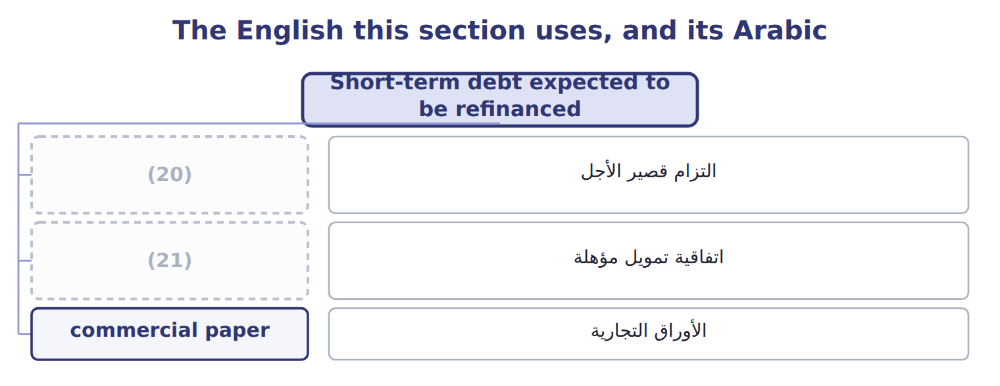 The English this section uses, and its Arabic
Short-term debt expected to
be refinanced
(20)
التزام قصير الأجل
(21)
اتفاقية تمويل مؤهلة
commercial paper
الأوراق التجارية